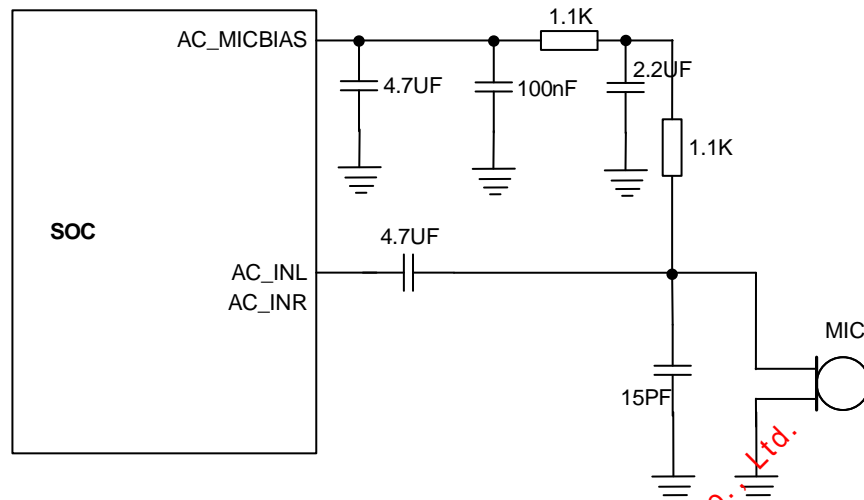 1.1K
AC_MICBIAS
4.7UF
100nF
2.2UF
1.1K
SOC
4.7UF
AC_INL
AC_INR
MIC
15PF
Ltd.